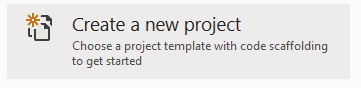 Create a new project
Choose a project template with code scaffolding
to get started